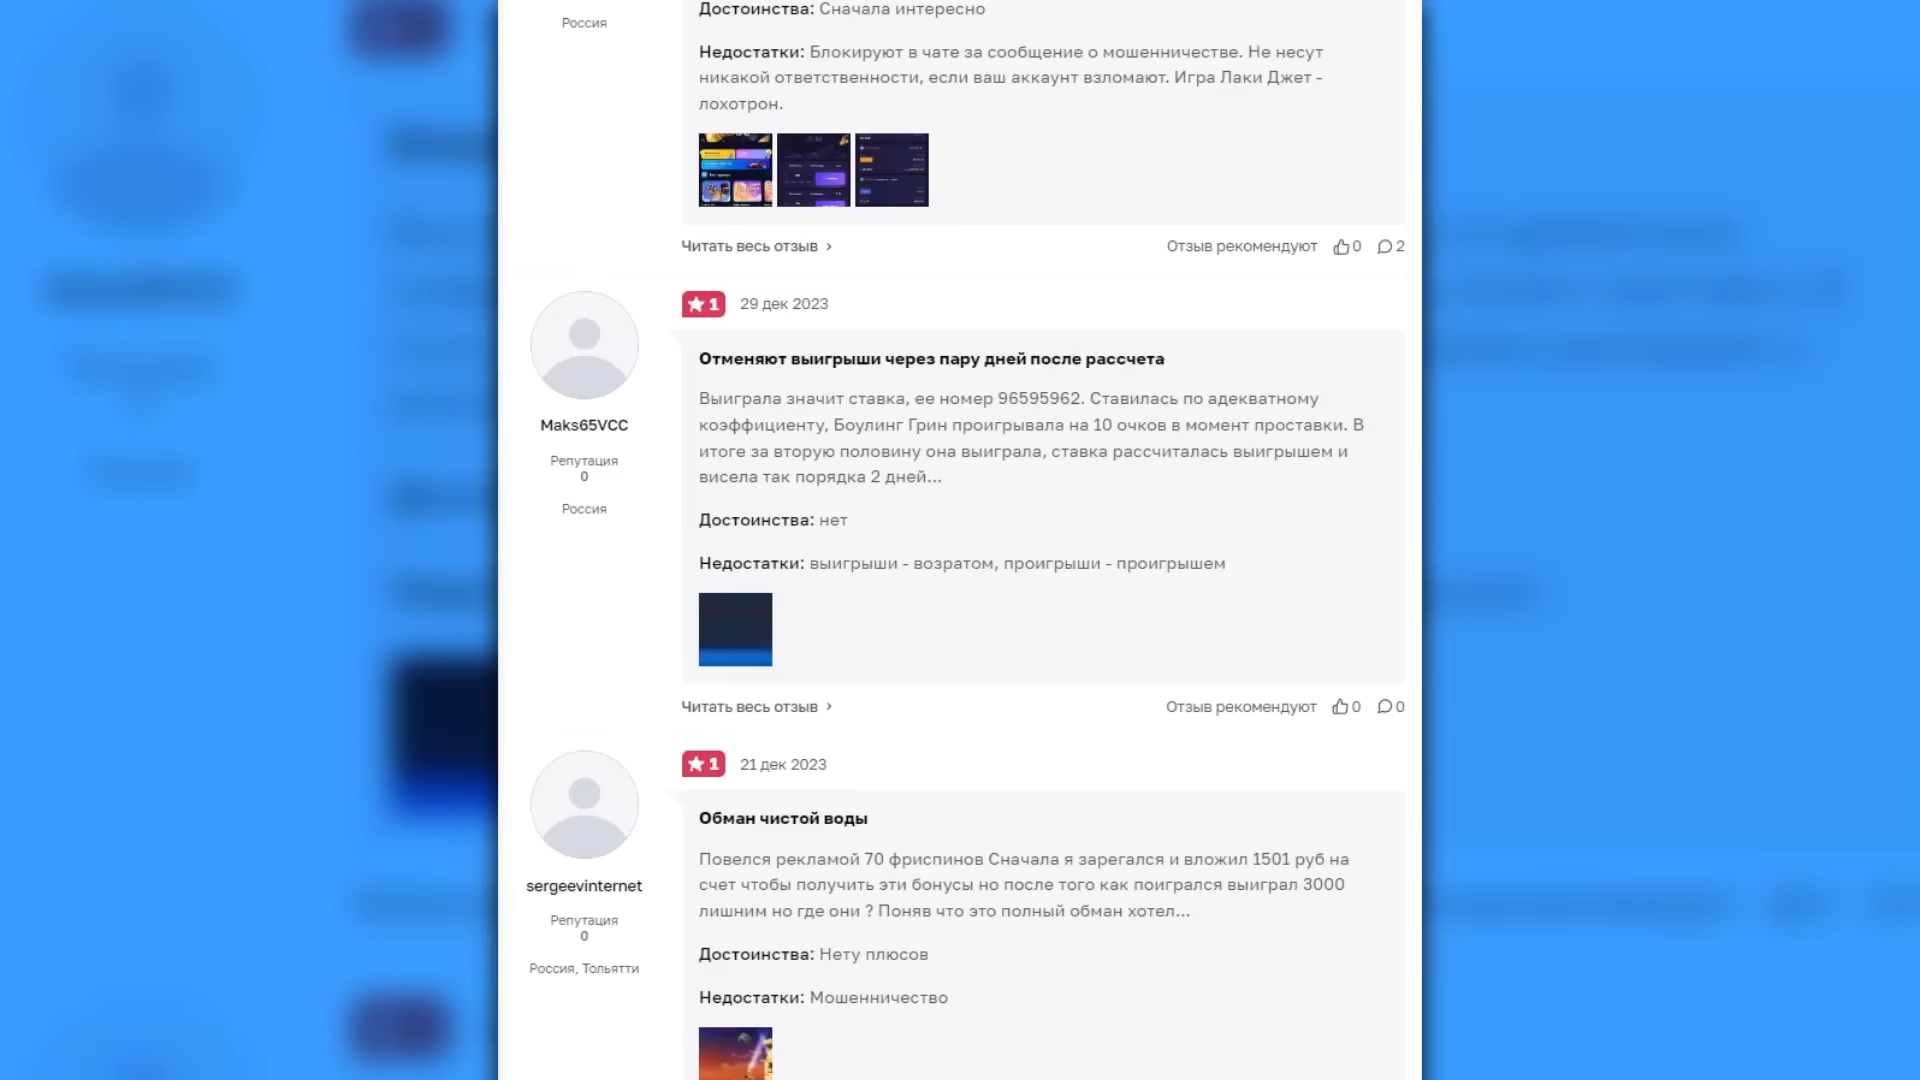 Россия
Достоинства: Сначала интересно
Недостатки: Блокируют в чате за сообщение о мошенничестве. Не несут
никакой ответственности, если ваш аккаунт взломают. Игра Лаки Джет -
лохотрон.
Читать весь отзыв
Отзыв рекомендуют 0 2
1 29 дек 2023
Maks65VCC
Репутация
0
Россия
Отменяют выигрыши через пару дней после рассчета
Выиграла значит ставка, ее номер 96595962. Ставилась по адекватному
коэффициенту, Боулинг Грин проигрывала на 10 очков в момент проставки. В
итоге за вторую половину она выиграла, ставка рассчиталась выигрышем и
висела так порядка 2 дней...
Достоинства: нет
Недостатки: выигрыши - возратом, проигрыши - проигрышем
Читать весь отзыв
Отзыв рекомендуют 0 0
1 21 дек 2023
sergeevinternet
Репутация
0
Россия, Тольятти
Обман чистой воды
Повелся рекламой 70 фриспинов Сначала я зарегался и вложил 1501 руб на
счет чтобы получить эти бонусы но после того как поигрался выиграл 3000
лишним но где они ? Поняв что это полный обман хотел...
Достоинства: Нету плюсов
Недостатки: Мошенничество